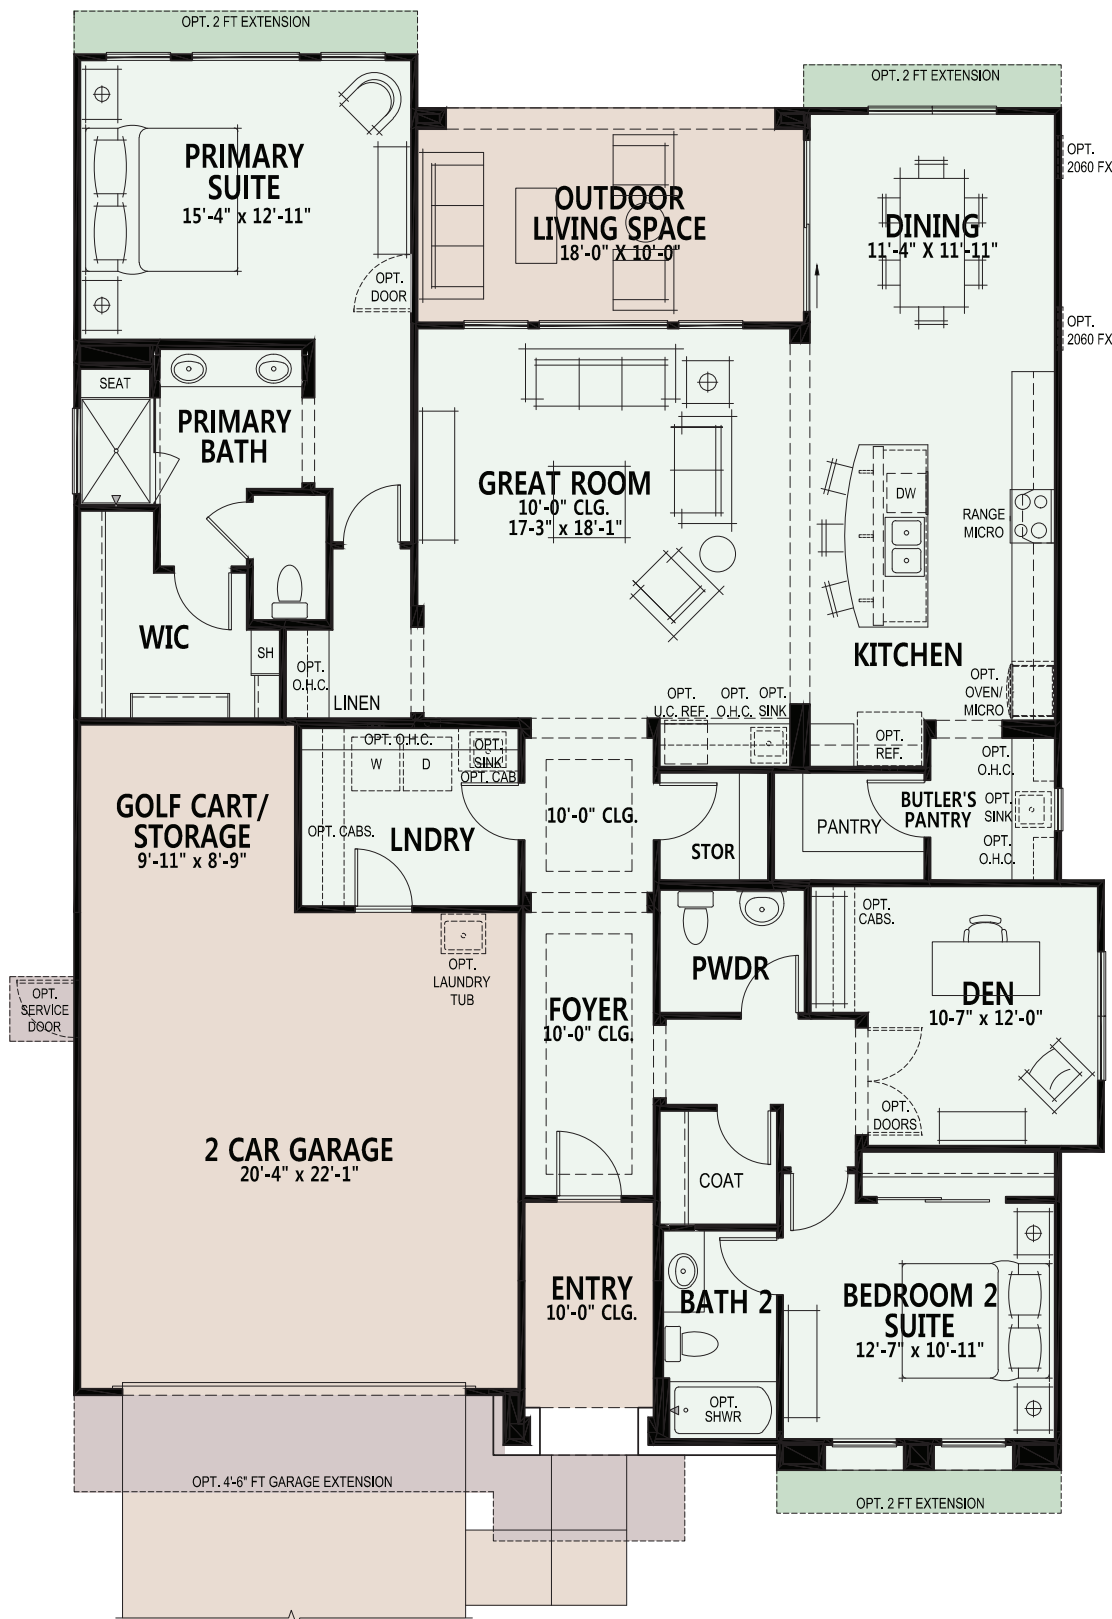 OPT. 2 FT EXTENSION
OPT. 2 FT EXTENSION
PRIMARY
SUITE
15'-4" x 12'-11"
OPT.
DOOR
OUTDOOR
LIVING SPACE
18'-0" X 10'-0"
DINING
11'-4" X 11'-11"
OPT.
2060 FX
OPT.
2060 FX
SEAT
PRIMARY
BATH
GREAT ROOM
10'-0" CLG.
17-3" x 18'-1"
DW
RANGE
MICRO
KITCHEN
WIC
SH
OPT.
O.H.C.
LINEN
OPT.
U.C. REF.
OPT.
O.H.C.
OPT.
SINK
OPT.
OVEN/
MICRO
OPT.
REF.
OPT. O.H.C.
W
D
OPT.
SINK
OPT. CAB
OPT. CABS.
LNDRY
10'-0" CLG.
STOR
PANTRY
BUTLER'S
PANTRY
OPT.
O.H.C.
OPT.
SINK
OPT.
O.H.C.
GOLF CART/
STORAGE
9'-11" x 8'-9"
OPT.
LAUNDRY
TUB
OPT.
SERVICE
DOOR
FOYER
10'-0" CLG.
PWDR
OPT.
CABS.
DEN
10-7" x 12'-0"
OPT.
DOORS
2 CAR GARAGE
20'-4" x 22'-1"
COAT
ENTRY
10'-0" CLG.
BATH 2
BEDROOM 2
SUITE
12'-7" x 10'-11"
OPT.
SHWR
OPT. 4'-6" FT GARAGE EXTENSION
OPT. 2 FT EXTENSION